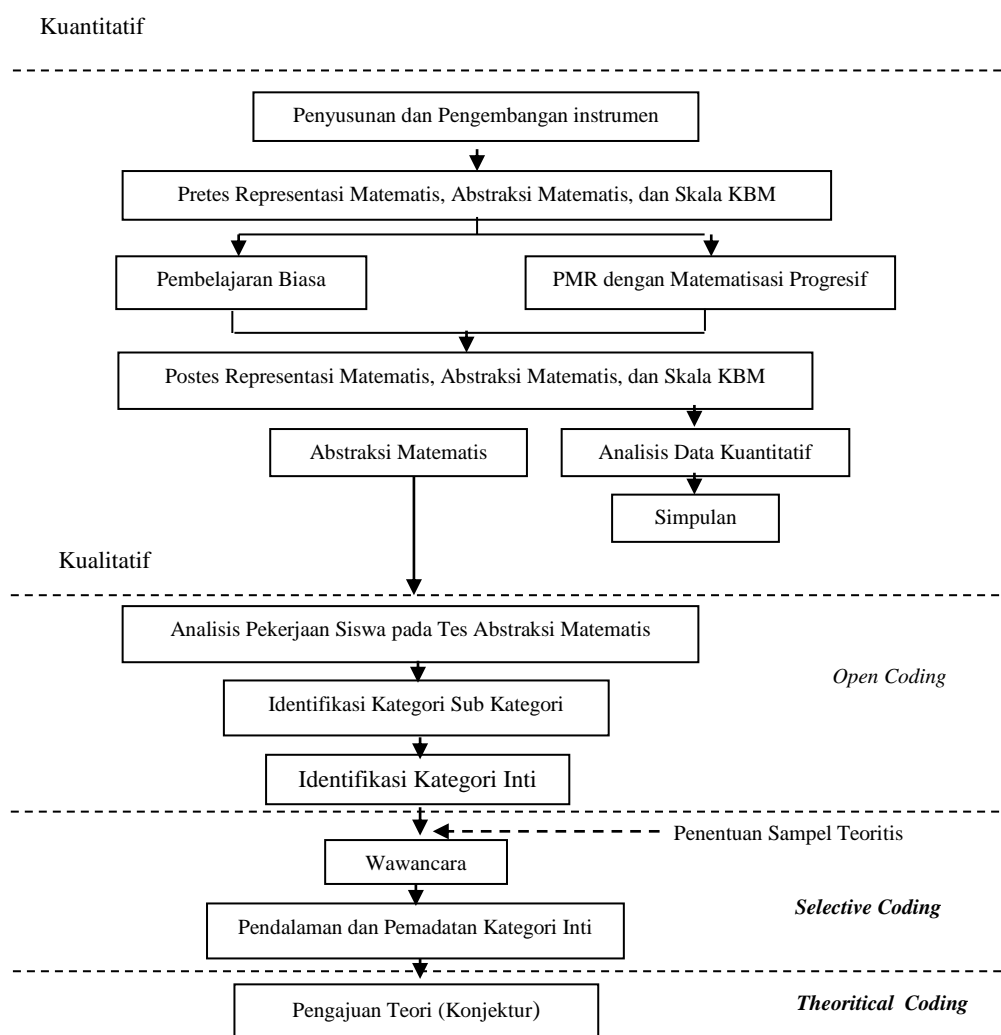 Kuantitatif
Penyusunan dan Pengembangan instrumen
Pretes Representasi Matematis, Abstraksi Matematis, dan Skala KBM
Pembelajaran Biasa
PMR dengan Matematisasi Progresif
Postes Representasi Matematis, Abstraksi Matematis, dan Skala KBM
Abstraksi Matematis
Analisis Data Kuantitatif
Simpulan
Kualitatif
Analisis Pekerjaan Siswa pada Tes Abstraksi Matematis
Open Coding
Identifikasi Kategori Sub Kategori
Identifikasi Kategori Inti
Penentuan Sampel Teoritis
Wawancara
Selective Coding
Pendalaman dan Pemadatan Kategori Inti
Pengajuan Teori (Konjektur)
Theoritical Coding